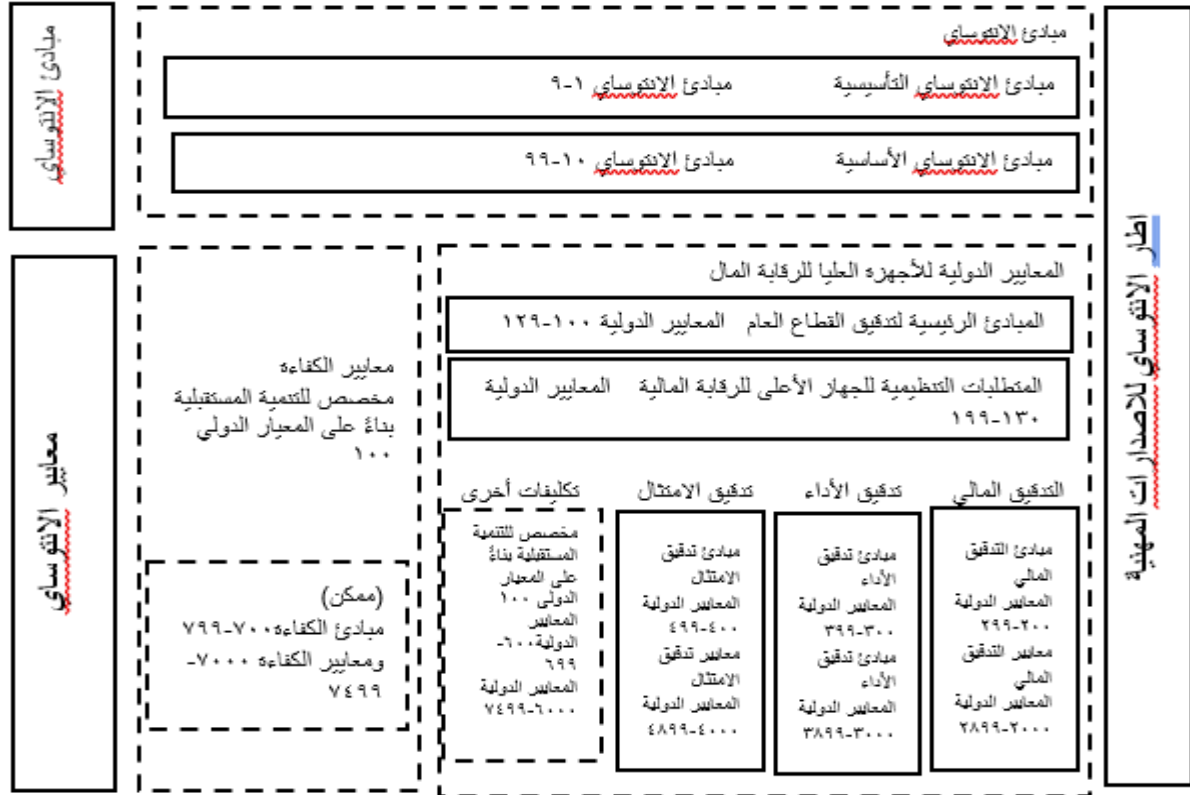 اطار الانتوساي للاصدارات المهنية
مبادئ الانتوساي
مبادئ الانتوساي التأسيسية مبادئ الانتوساي ١-٩
مبادئ الانتوساي الأساسية مبادئ الانتوساي ١٠-٩٩
مبادئ الانتوساي
المعايير الدولية للأجهزة العليا للرقابة المال
المبادئ الرئيسية لتدقيق القطاع العام المعايير الدولية ١٠٠-١٢٩
المتطلبات التنظيمية للجهاز الأعلى للرقابة المالية المعايير الدولية
١٣٠-١٩٩
التدقيق المالي
مبادئ التدقيق
المالي
المعايير الدولية
٢٠٠-٢٩٩
معايير التدقيق
المالي
المعايير الدولية
٢٠٠٠-٢٨٩٩
تدقيق الأداء
مبادئ تدقيق
الأداء
المعايير الدولية
٣٠٠-٣٩٩
مبادئ تدقيق
الأداء
المعايير الدولية
٣٠٠٠-٣٨٩٩
تدقيق الامتثال
مبادئ تدقيق
الامتثال
المعايير الدولية
٤٠٠-٤٩٩
معايير تدقيق
الامتثال
المعايير الدولية
٤٠٠٠-٤٨٩٩
تكليفات أخرى
مخصص للتنمية
المستقبلية بناءً
على المعيار
الدولى ١٠٠
المعايير
الدولية٦٠٠-
٦٩٩
المعايير الدولية
٦٠٠٠-٧٤٩٩
معايير الكفاءة
مخصص للتنمية المستقبلية
بناءً على المعيار الدولي
١٠٠
(ممكن)
مبادئ الكفاءة٧٠٠-٧٩٩
ومعايير الكفاءة ٧٠٠٠-
٧٤٩٩
معايير الانتوساي